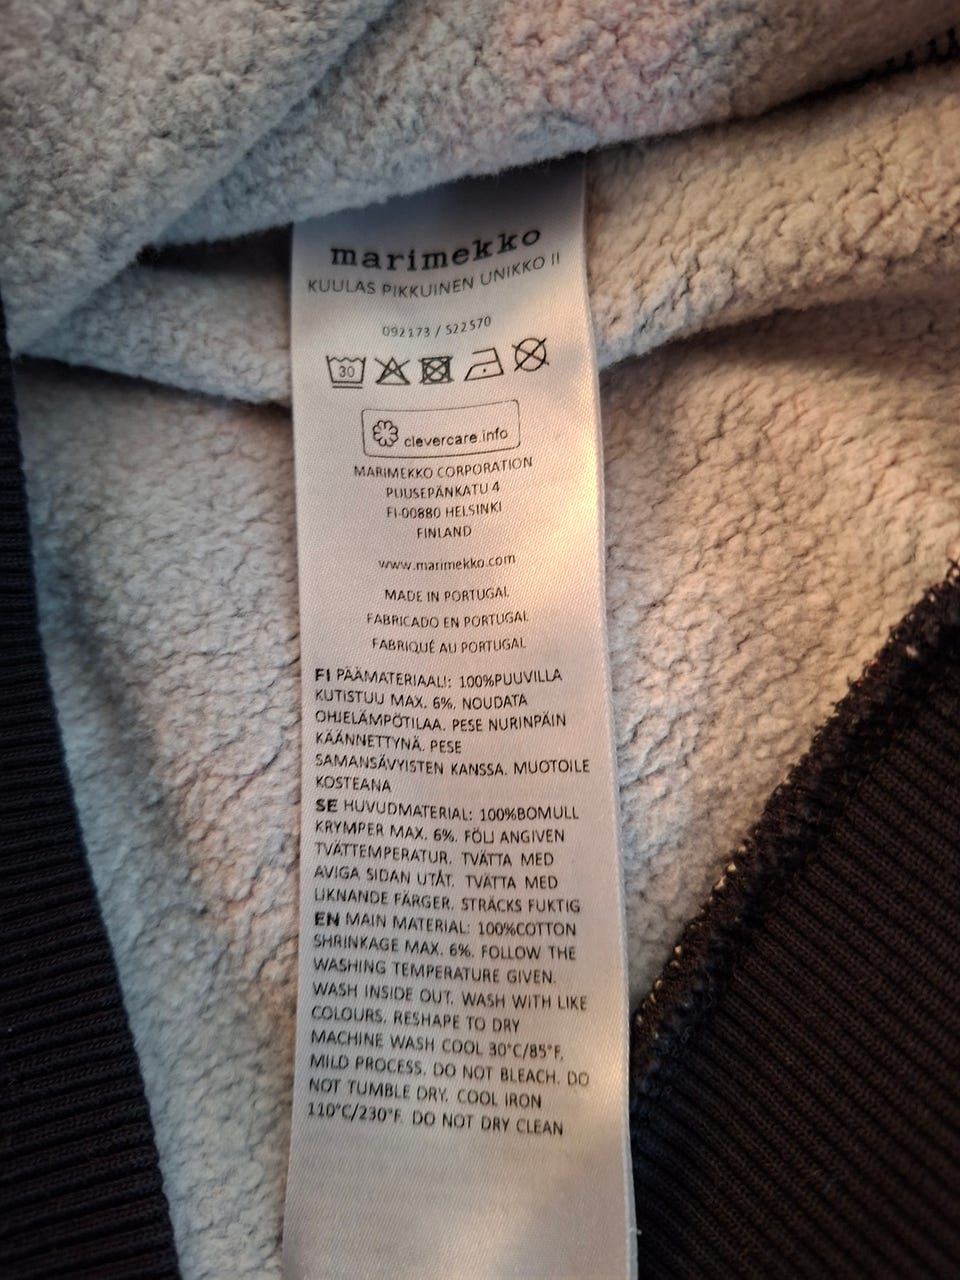 marimekko
KUULAS PIKKUINEN UNIKKO II
092173 / 522570
30
clevercare.info
MARIMEKKO CORPORATION
PUUSEPÄNKATU 4
FI-00880 HELSINKI
FINLAND
www.marimekko.com
MADE IN PORTUGAL
FABRICADO EN PORTUGAL
FABRIQUÉ AU PORTUGAL
FI PÄÄMATERIAALI: 100%PUUVILLA
KUTISTUU MAX. 6%. NOUDATA
OHJELÄMPÖTILAA. PESE NURINPÄIN
KÄÄNNETTYNÄ. PESE
SAMANSÄVYISTEN KANSSA. MUOTOILE
KOSTEANA
SE HUVUDMATERIAL: 100%BOMULL
KRYMPER MAX. 6%. FÖLJ ANGIVEN
TVÄTTEMPERATUR. TVÄTTA MED
AVIGA SIDAN UTÅT. TVÄTTA MED
LIKNANDE FÄRGER. STRÄCKS FUKTIG
EN MAIN MATERIAL: 100%COTTON
SHRINKAGE MAX. 6%. FOLLOW THE
WASHING TEMPERATURE GIVEN.
WASH INSIDE OUT. WASH WITH LIKE
COLOURS. RESHAPE TO DRY
MACHINE WASH COOL 30°C/85°F,
MILD PROCESS. DO NOT BLEACH. DO
NOT TUMBLE DRY. COOL IRON
110°C/230°F. DO NOT DRY CLEAN